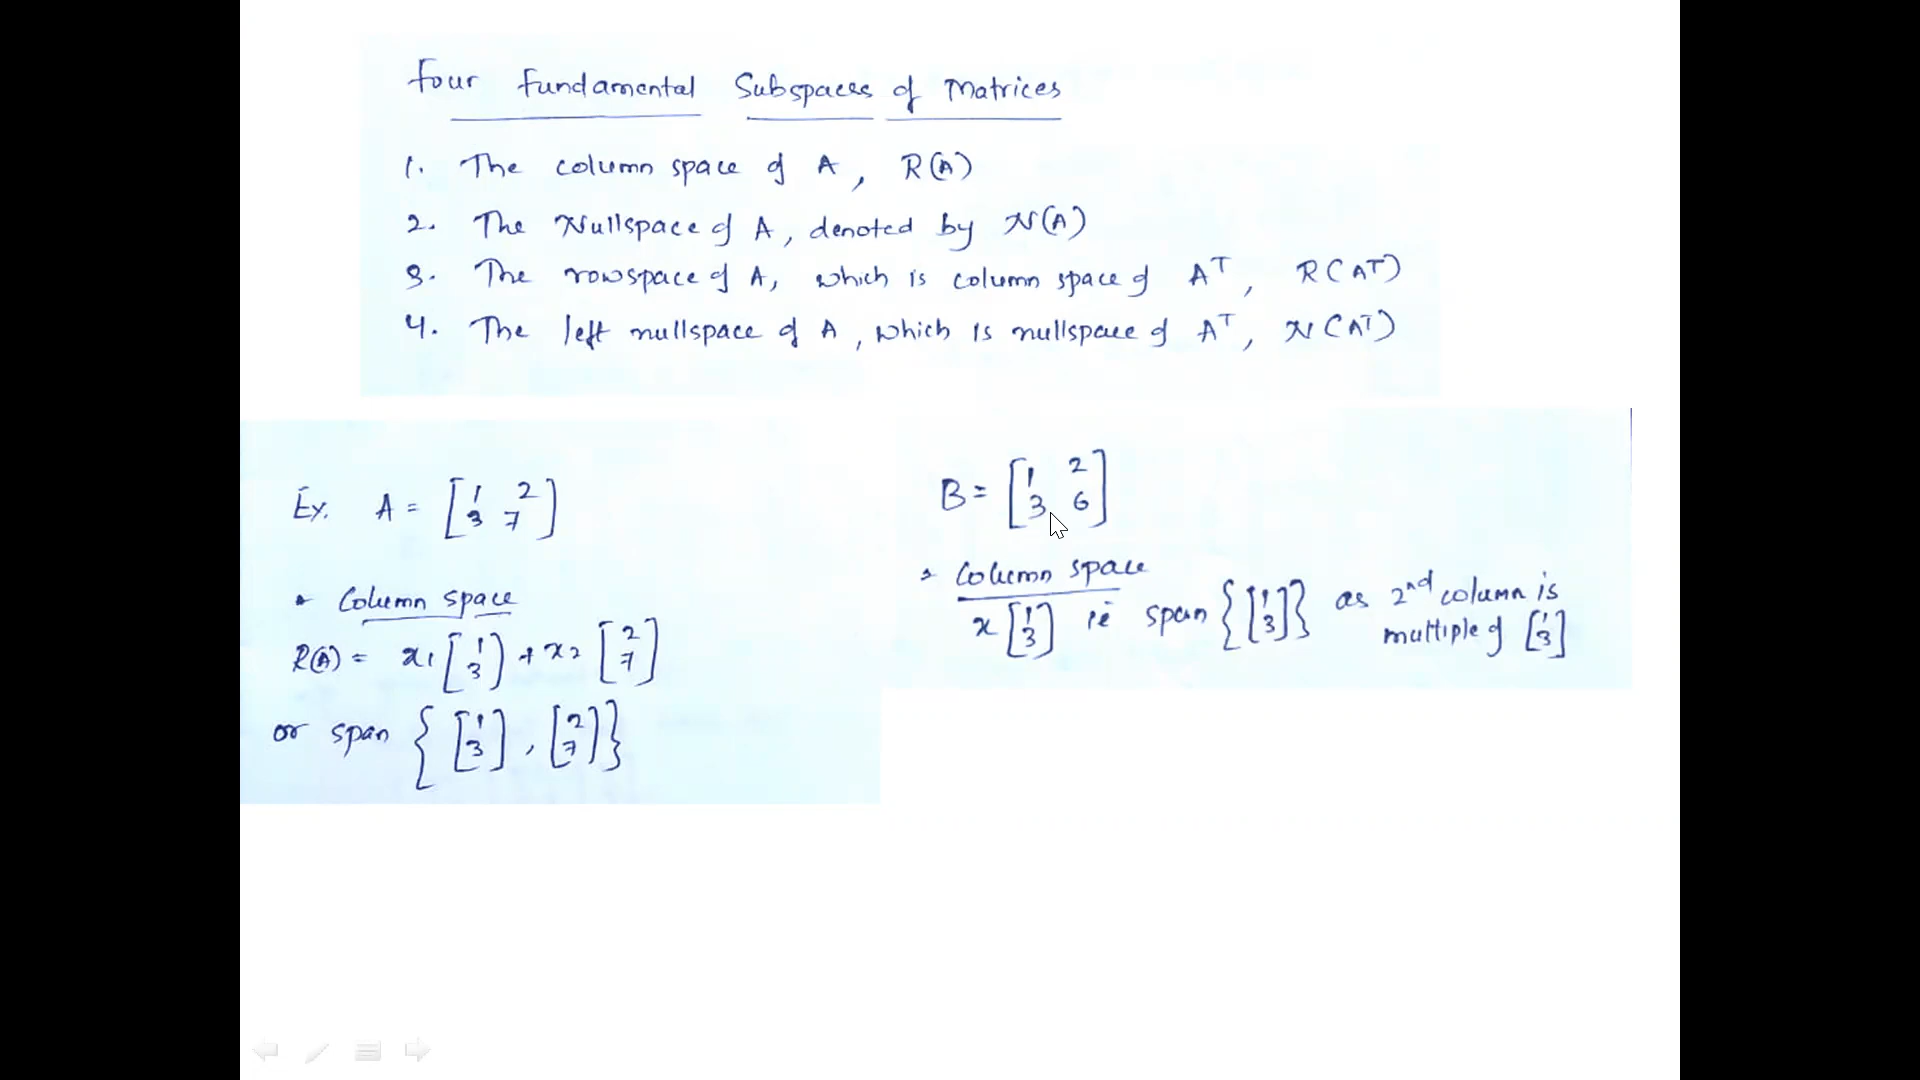 Four Fundamental Subspaces of Matrices
1. The column space of A, R(A)
2. The Nullspace of A, denoted by N(A)
3. The rowspace of A, which is column space of Aᵀ, R(Aᵀ)
4. The left nullspace of A, which is nullspace of Aᵀ, N(Aᵀ)
Ex. A = [1 2
3 7]
Column space
R(A) = x₁ [1 3] + x₂ [2 7]
or span { [1 3], [2 7] }
B = [1 2
3 6]
Column space
x [1 3] ie span { [1 3] } as 2nd column is
multiple of [1 3]